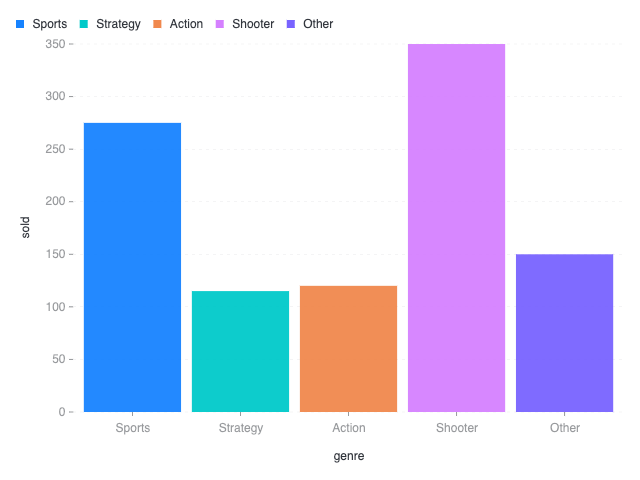 Sports Strategy Action Shooter Other
350
300
250
200
150
100
50
0
sold
Sports Strategy Action Shooter Other
genre